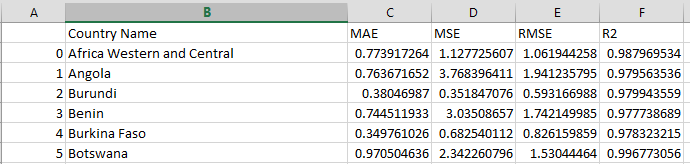 A B C D E F
Country Name MAE MSE RMSE R2
0 Africa Western and Central 0.773917264 1.127725607 1.061944258 0.987969534
1 Angola 0.763671652 3.768396411 1.941235795 0.979563536
2 Burundi 0.38046987 0.351847076 0.593166988 0.979943559
3 Benin 0.744511933 3.03508657 1.742149985 0.977738689
4 Burkina Faso 0.349761026 0.682540112 0.826159859 0.978323215
5 Botswana 0.970504636 2.342260796 1.53044464 0.996773056